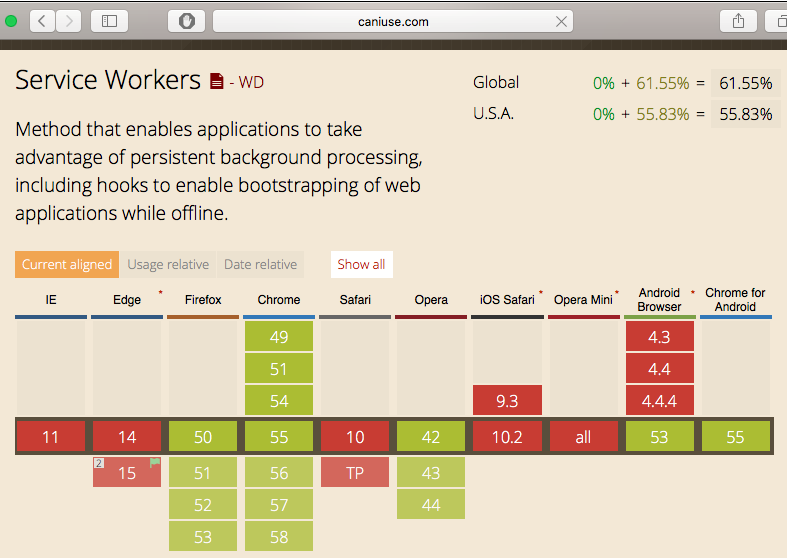 caniuse.com
Service Workers - WD
Global 0% + 61.55% = 61.55%
U.S.A. 0% + 55.83% = 55.83%
Method that enables applications to take
advantage of persistent background processing,
including hooks to enable bootstrapping of web
applications while offline.
Current aligned Usage relative Date relative Show all
IE Edge * Firefox Chrome Safari Opera iOS Safari * Opera Mini * Android Browser * Chrome for Android
49 4.3
51 4.4
54 9.3 4.4.4
11 14 50 55 10 42 10.2 all 53 55
2 15 51 56 TP 43
52 57 44
53 58